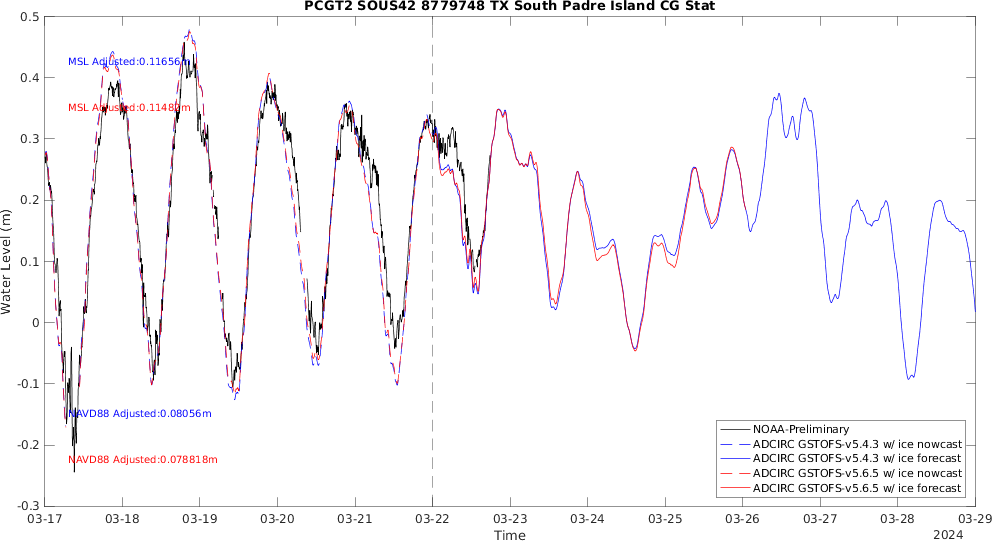 PCGT2 SOUS42 8779748 TX South Padre Island CG Stat
0.5
0.4
0.3
0.2
0.1
0
-0.1
-0.2
-0.3
Water Level (m)
MSL Adjusted:0.11656m
MSL Adjusted:0.11482m
NAVD88 Adjusted:0.08056m
NAVD88 Adjusted:0.078818m
NOAA-Preliminary
ADCIRC GSTOFS-v5.4.3 w/ ice nowcast
ADCIRC GSTOFS-v5.4.3 w/ ice forecast
ADCIRC GSTOFS-v5.6.5 w/ ice nowcast
ADCIRC GSTOFS-v5.6.5 w/ ice forecast
03-17 03-18 03-19 03-20 03-21 03-22 03-23 03-24 03-25 03-26 03-27 03-28 03-29
Time
2024